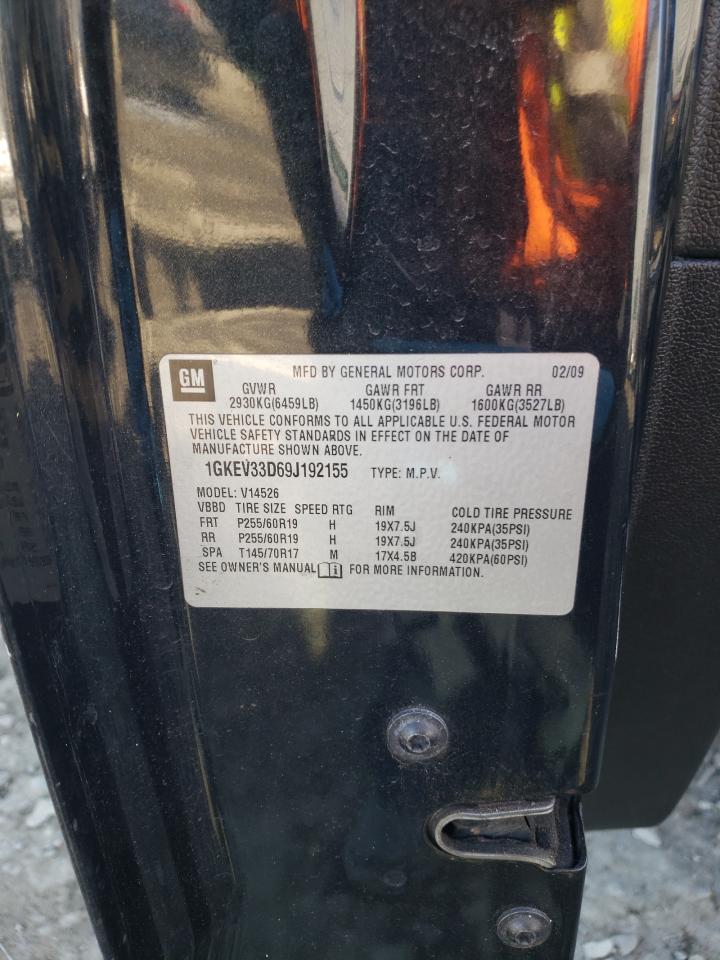 GM MFD BY GENERAL MOTORS CORP. 02/09
GVWR GAWR FRT GAWR RR
2930KG(6459LB) 1450KG(3196LB) 1600KG(3527LB)
THIS VEHICLE CONFORMS TO ALL APPLICABLE U.S. FEDERAL MOTOR
VEHICLE SAFETY STANDARDS IN EFFECT ON THE DATE OF
MANUFACTURE SHOWN ABOVE.
1GKEV33D69J192155 TYPE: M.P.V.
MODEL: V14526
VBBD TIRE SIZE SPEED RTG RIM COLD TIRE PRESSURE
FRT P255/60R19 H 19X7.5J 240KPA(35PSI)
RR P255/60R19 H 19X7.5J 240KPA(35PSI)
SPA T145/70R17 M 17X4.5B 420KPA(60PSI)
SEE OWNER'S MANUAL i FOR MORE INFORMATION.